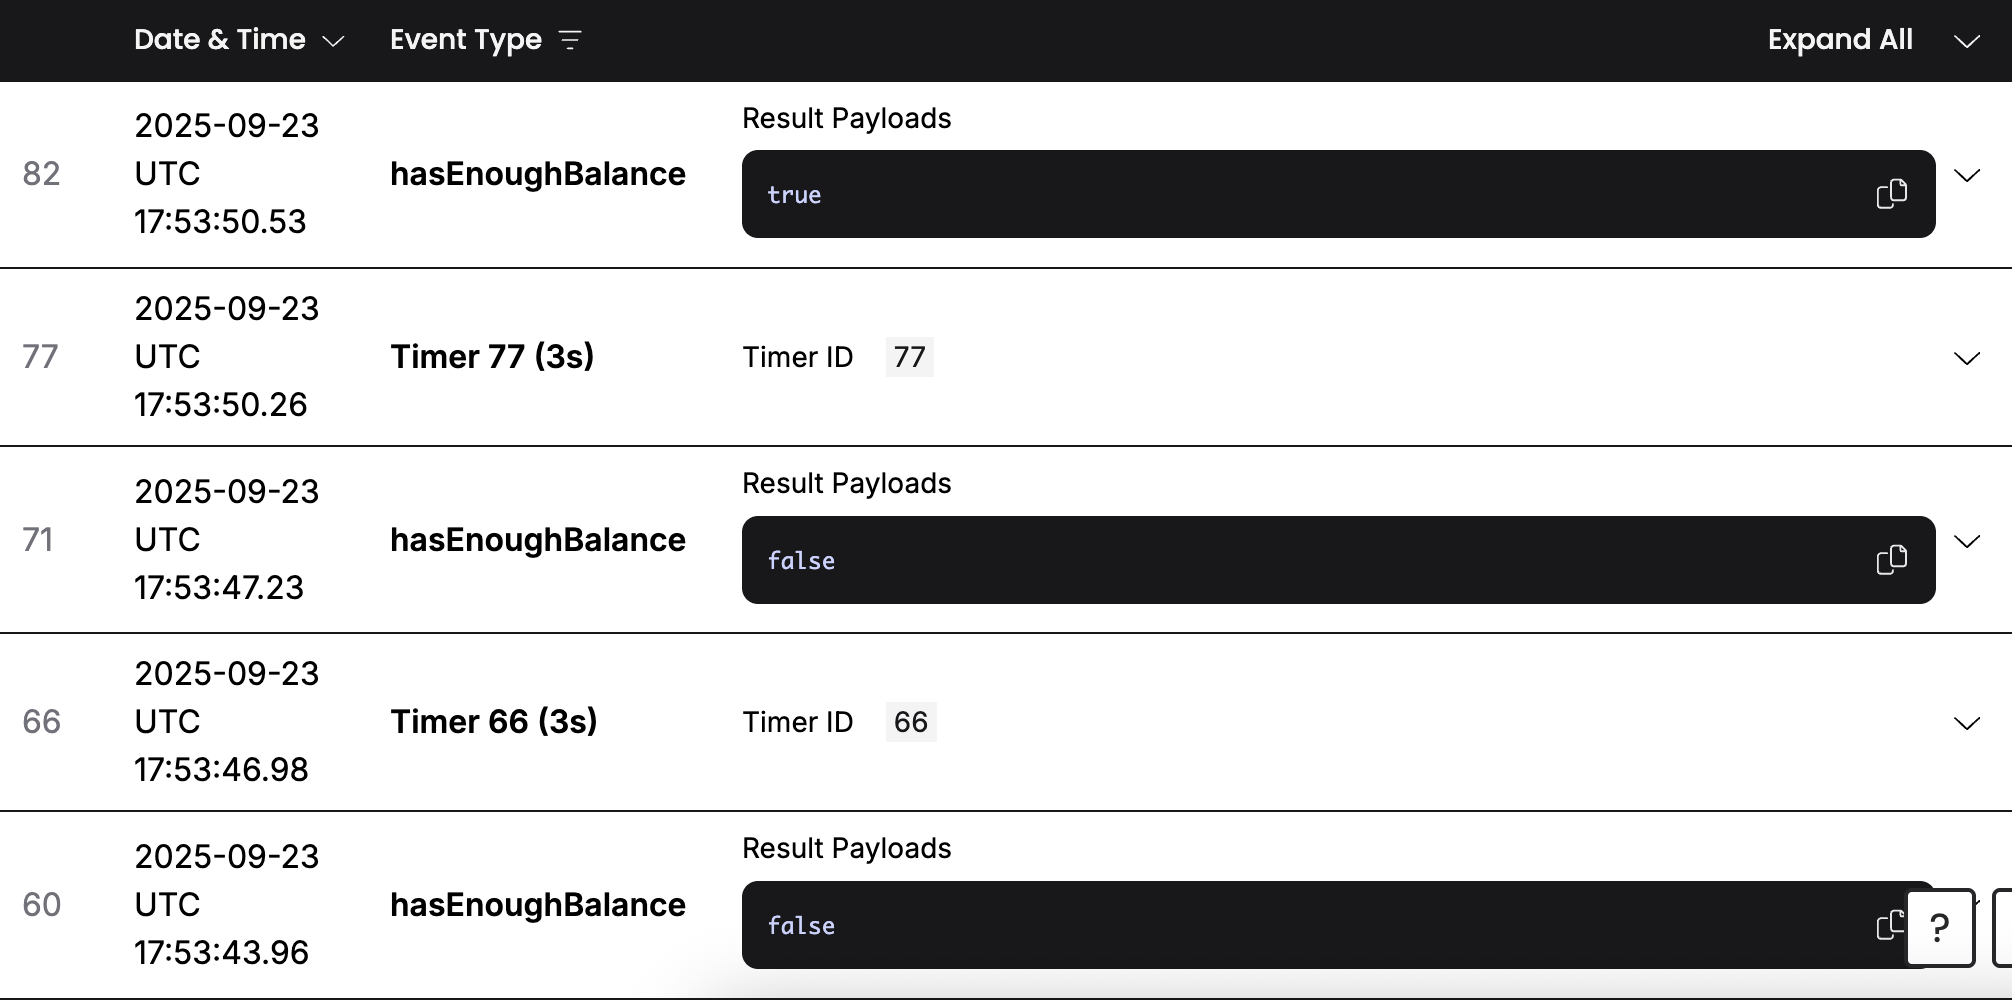 Date & Time Event Type Expand All
82
2025-09-23
UTC
17:53:50.53
hasEnoughBalance
Result Payloads
true
77
2025-09-23
UTC
17:53:50.26
Timer 77 (3s)
Timer ID 77
71
2025-09-23
UTC
17:53:47.23
hasEnoughBalance
Result Payloads
false
66
2025-09-23
UTC
17:53:46.98
Timer 66 (3s)
Timer ID 66
60
2025-09-23
UTC
17:53:43.96
hasEnoughBalance
Result Payloads
false
?